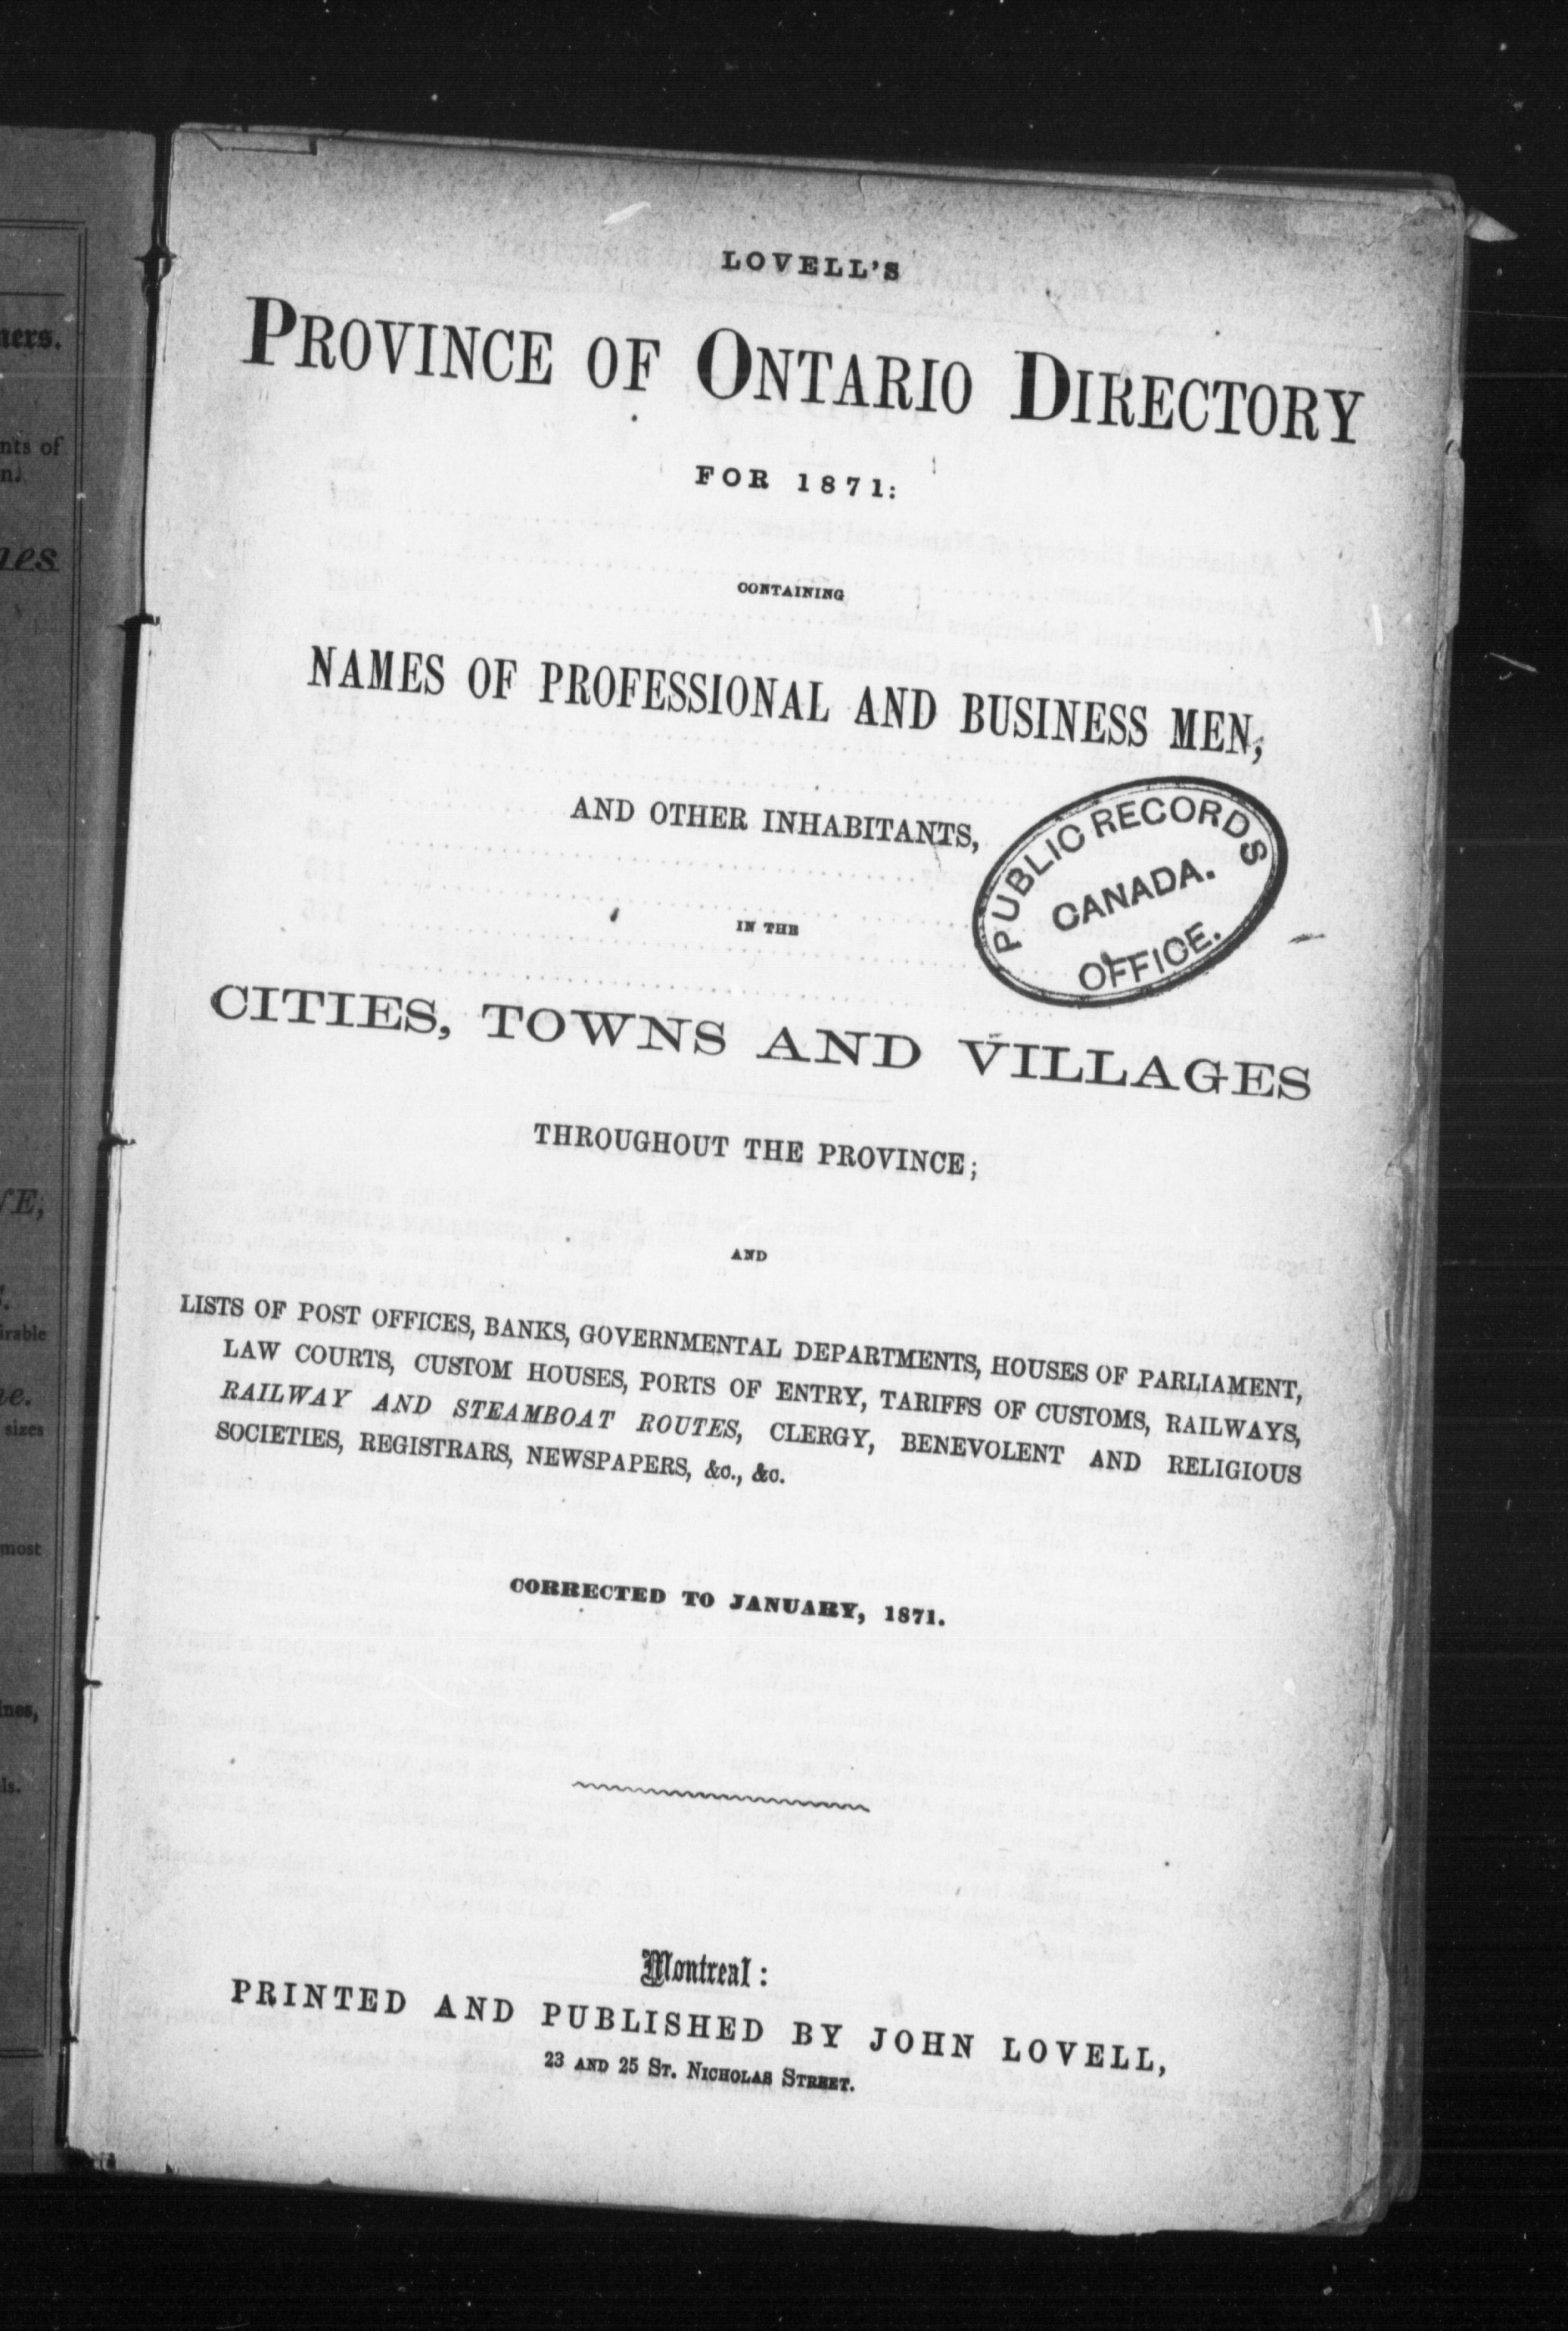 LOVELL'S
PROVINCE OF ONTARIO DIRECTORY
FOR 1871:
CONTAINING
NAMES OF PROFESSIONAL AND BUSINESS MEN,
AND OTHER INHABITANTS,
PUBLIC RECORDS
CANADA.
OFFICE.
IN THE
CITIES, TOWNS AND VILLAGES
THROUGHOUT THE PROVINCE;
AND
LISTS OF POST OFFICES, BANKS, GOVERNMENTAL DEPARTMENTS, HOUSES OF PARLIAMENT,
LAW COURTS, CUSTOM HOUSES, PORTS OF ENTRY, TARIFFS OF CUSTOMS, RAILWAYS,
RAILWAY AND STEAMBOAT ROUTES, CLERGY, BENEVOLENT AND RELIGIOUS
SOCIETIES, REGISTRARS, NEWSPAPERS, &c., &c.
CORRECTED TO JANUARY, 1871.
Montreal:
PRINTED AND PUBLISHED BY JOHN LOVELL,
23 AND 25 ST. NICHOLAS STREET.